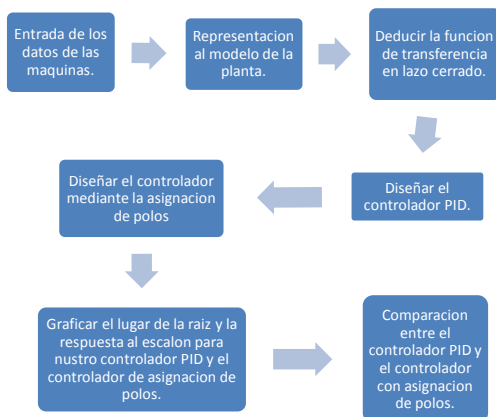 Entrada de los
datos de las
maquinas.
Representacion
al modelo de la
planta.
Deducir la funcion
de transferencia
en lazo cerrado.
Diseñar el
controlador PID.
Diseñar el controlador
mediante la asignacion
de polos
Graficar el lugar de la raiz y la
respuesta al escalon para
nustro controlador PID y el
controlador de asignacion de
polos.
Comparacion
entre el
controlador PID y
el controlador
con asignacion
de polos.